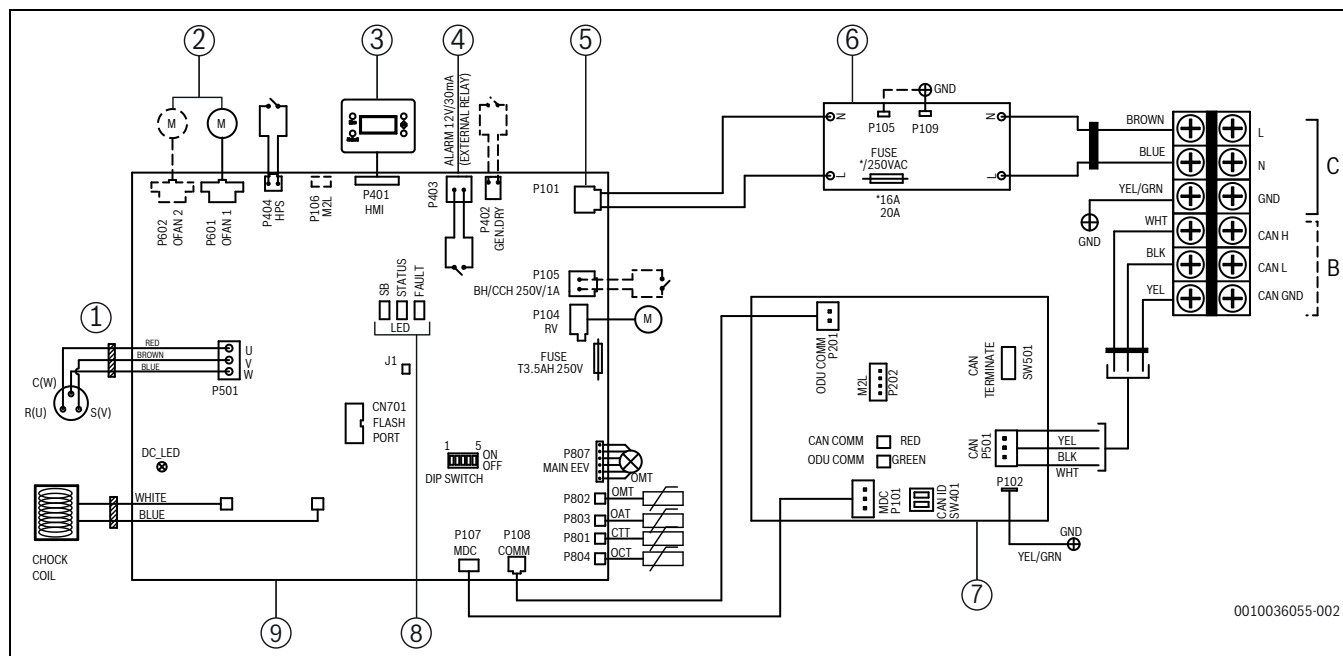 2
3
4
5
6
M
M
ALARM 12V/30mA
(EXTERNAL RELAY)
P602
OFAN 2
P601
OFAN 1
P404
HPS
P106
M2L
P401
HMI
P403
P402
GEN.DRY
P101
N
L
P105
P109
GND
FUSE
*/250VAC
*16A
20A
N
L
BROWN
BLUE
YEL/GRN
GND
WHT
BLK
YEL
L
N
GND
CAN H
CAN L
CAN GND
C
B
1
RED
BROWN
BLUE
U
V
W
P501
C(W)
R(U)
S(V)
SB
STATUS
FAULT
LED
J1
CN701
FLASH
PORT
P105
BH/CCH 250V/1A
P104
RV
M
FUSE
T3.5AH 250V
1
5
ON
OFF
DIP SWITCH
P807
MAIN EEV
OMT
P802
OMT
P803
OAT
P801
CTT
P804
OCT
DC_LED
WHITE
BLUE
CHOCK
COIL
P107
MDC
P108
COMM
ODU COMM
P201
M2L
P202
CAN
TERMINATE
SW501
CAN COMM
RED
ODU COMM
GREEN
CAN
P501
YEL
BLK
WHT
MDC
P101
CAN ID
SW401
P102
GND
YEL/GRN
9
8
7
0010036055-002